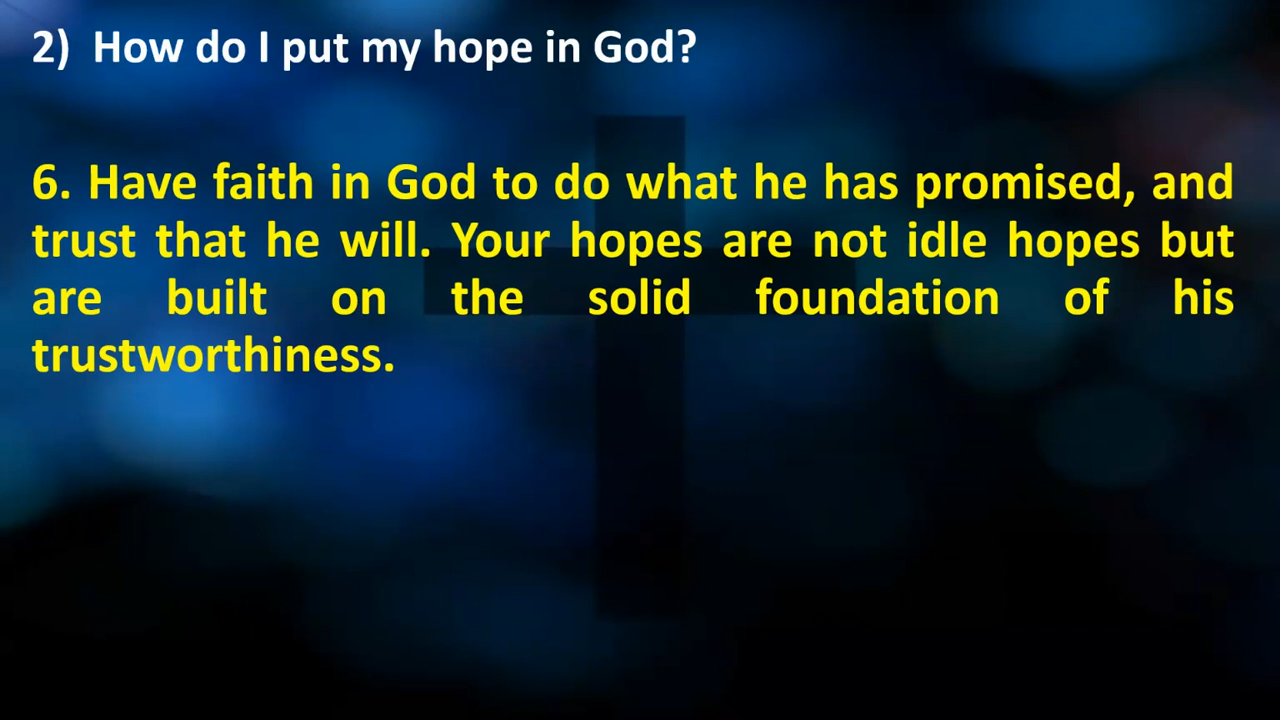 2) How do I put my hope in God?
6. Have faith in God to do what he has promised, and
trust that he will. Your hopes are not idle hopes but
are built on the solid foundation of his
trustworthiness.